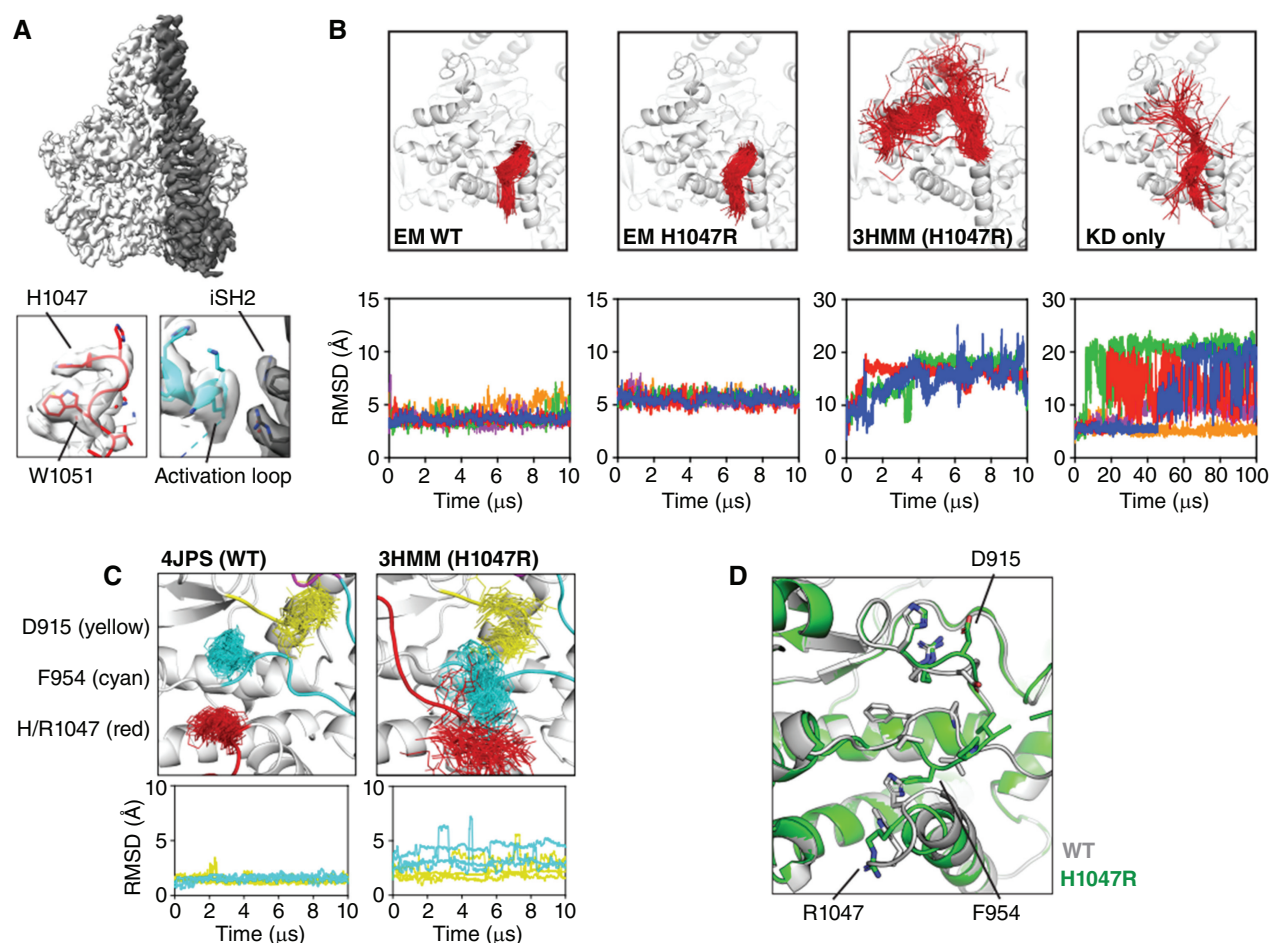 A
H1047
iSH2
W1051
Activation loop
B
EM WT
EM H1047R
3HMM (H1047R)
KD only
RMSD (Å)
15
10
5
0
0 2 4 6 8 10
Time (μs)
15
10
5
0
0 2 4 6 8 10
Time (μs)
30
20
10
0
0 2 4 6 8 10
Time (μs)
30
20
10
0
0 20 40 60 80 100
Time (μs)
C
4JPS (WT)
3HMM (H1047R)
D915 (yellow)
F954 (cyan)
H/R1047 (red)
RMSD (Å)
10
5
0
0 2 4 6 8 10
Time (μs)
10
5
0
0 2 4 6 8 10
Time (μs)
D
D915
WT
H1047R
R1047
F954